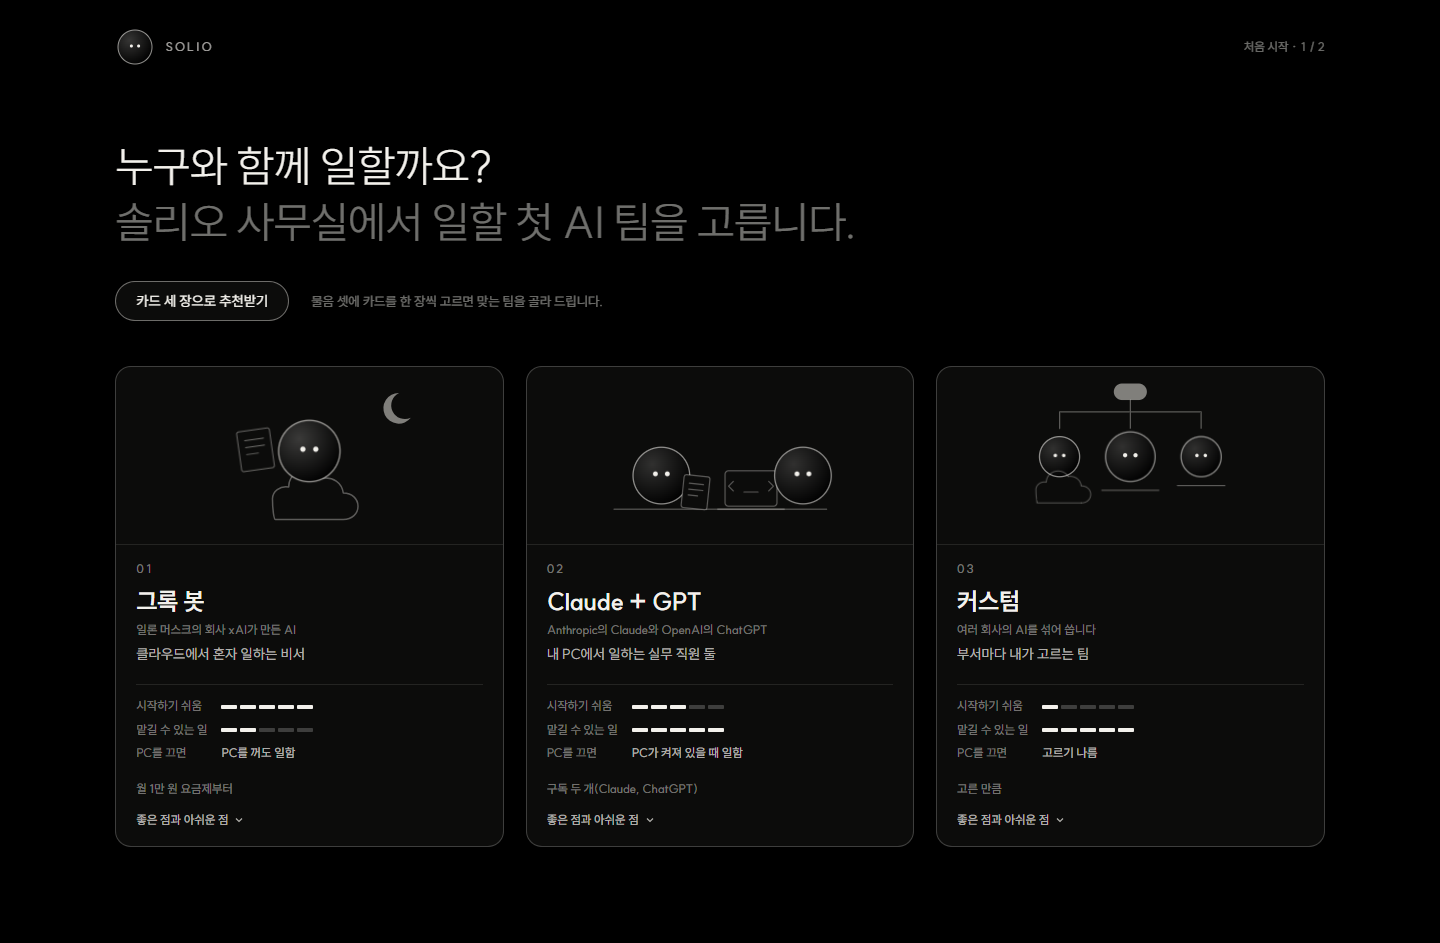 SOLIO
처음 시작 · 1 / 2
누구와 함께 일할까요?
솔리오 사무실에서 일할 첫 AI 팀을 고릅니다.
카드 세 장으로 추천받기
물음 셋에 카드를 한 장씩 고르면 맞는 팀을 골라 드립니다.
01
그록 봇
일론 머스크의 회사 xAI가 만든 AI
클라우드에서 혼자 일하는 비서
시작하기 쉬움
맡길 수 있는 일
PC를 끄면 PC를 꺼도 일함
월 1만 원 요금제부터
좋은 점과 아쉬운 점
02
Claude + GPT
Anthropic의 Claude와 OpenAI의 ChatGPT
내 PC에서 일하는 실무 직원 둘
시작하기 쉬움
맡길 수 있는 일
PC를 끄면 PC가 켜져 있을 때 일함
구독 두 개(Claude, ChatGPT)
좋은 점과 아쉬운 점
03
커스텀
여러 회사의 AI를 섞어 씁니다
부서마다 내가 고르는 팀
시작하기 쉬움
맡길 수 있는 일
PC를 끄면 고르기 나름
고른 만큼
좋은 점과 아쉬운 점